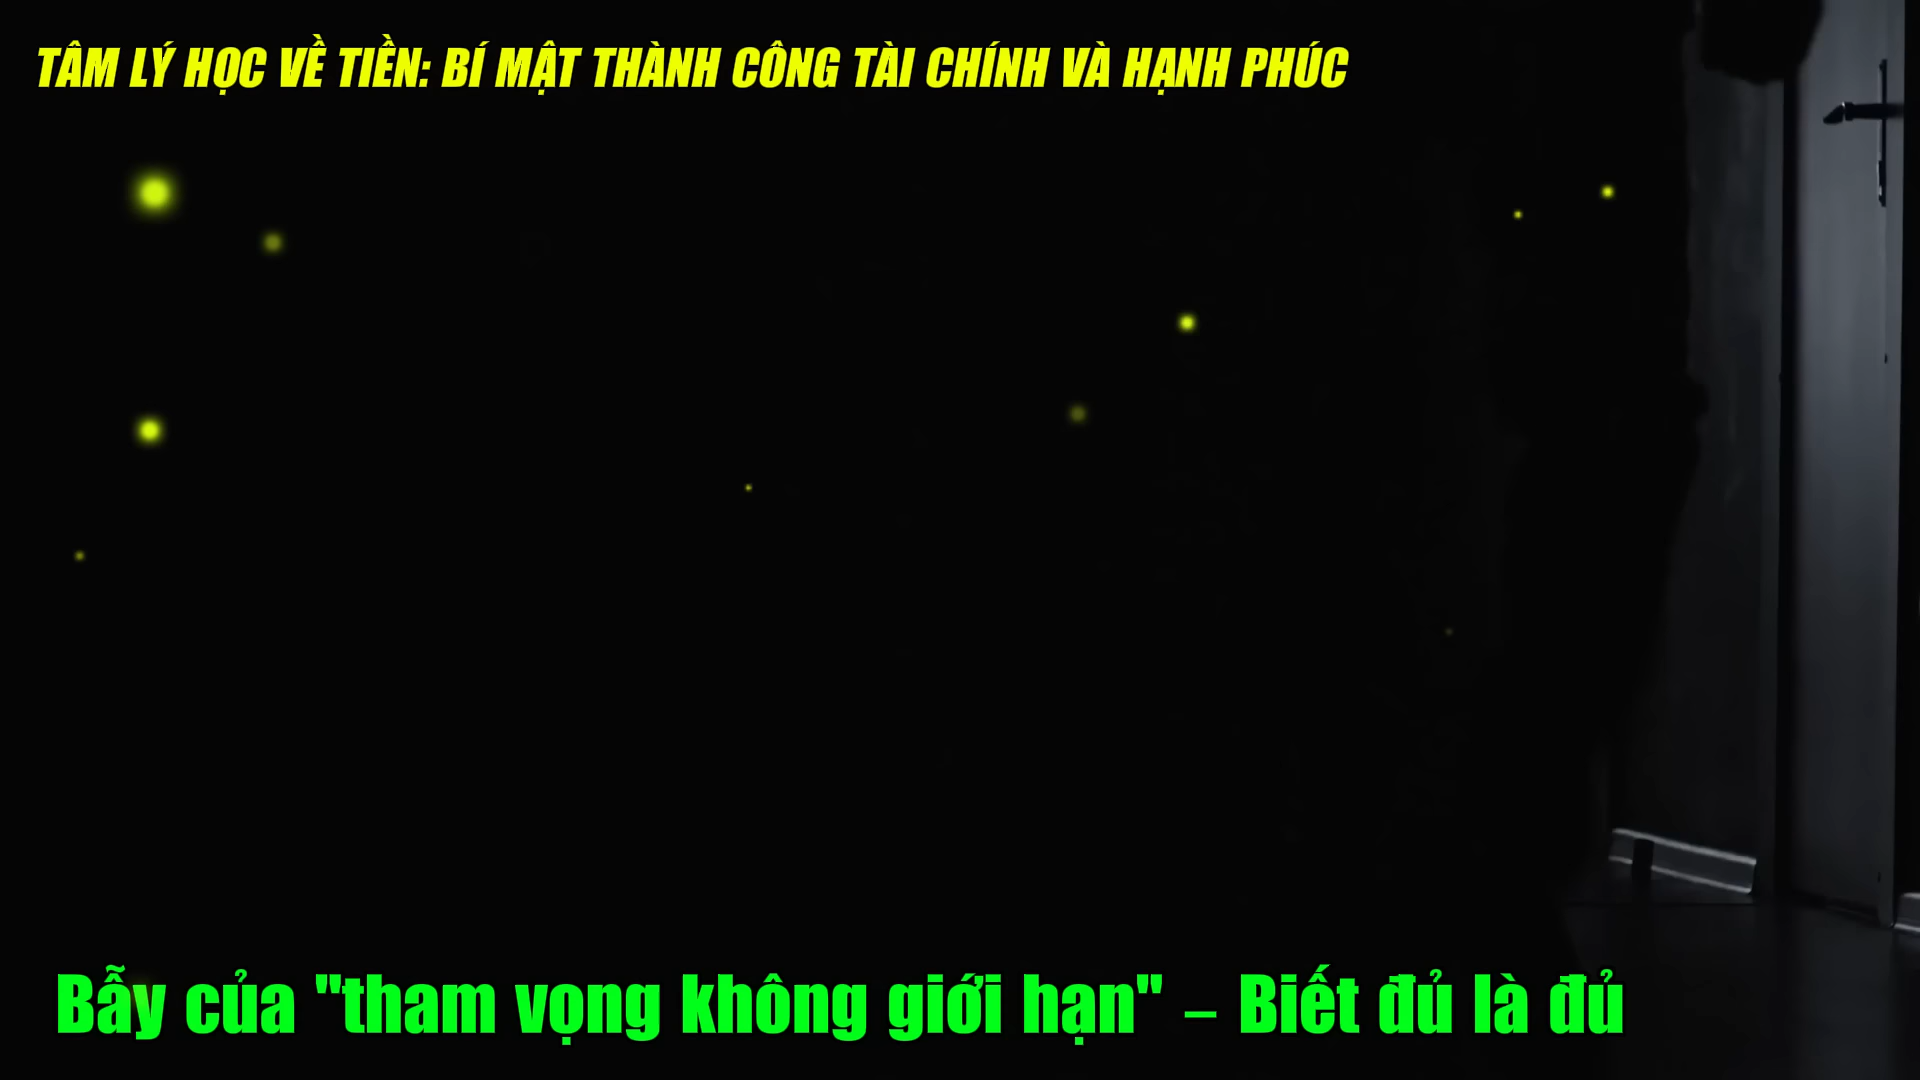 TÂM LÝ HỌC VỀ TIỀN: BÍ MẬT THÀNH CÔNG TÀI CHÍNH VÀ HẠNH PHÚC
Bẫy của "tham vọng không giới hạn" – Biết đủ là đủ